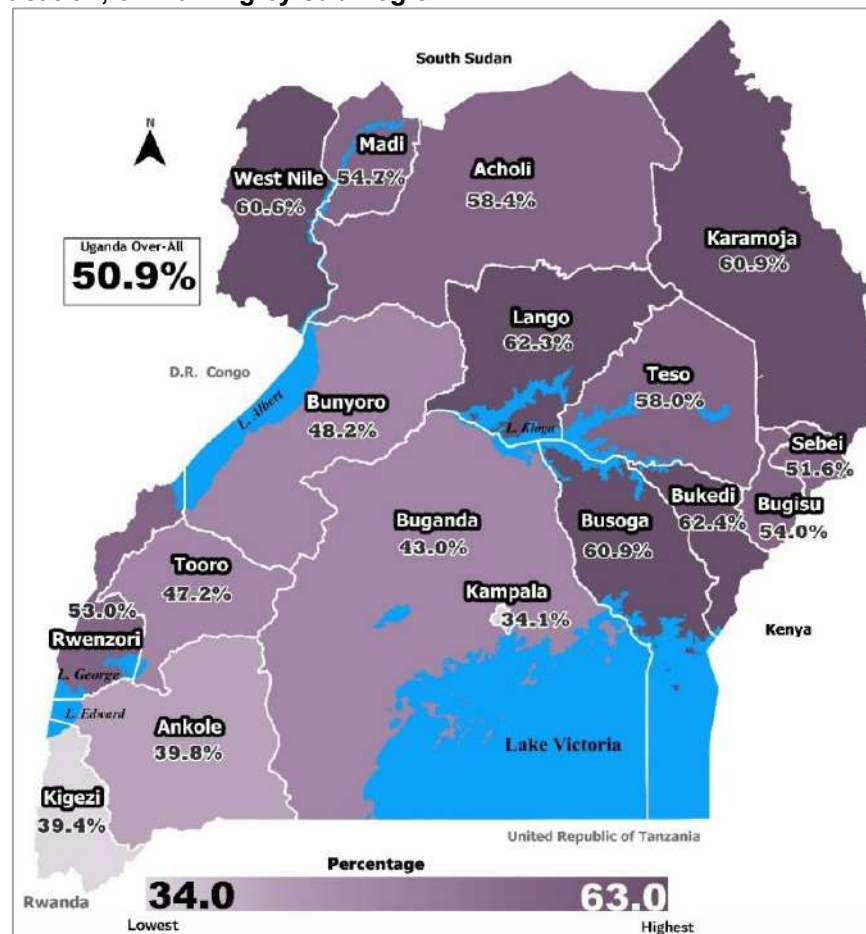 South Sudan
N
Madi
54.7%
West Nile
60.6%
Acholi
58.4%
Karamoja
60.9%
Uganda Over-All
50.9%
Lango
62.3%
D.R. Congo
L. Albert
Teso
58.0%
Bunyoro
48.2%
L. Kioga
Sebei
51.6%
Bukedi
62.4%
Bugisu
54.0%
Buganda
43.0%
Busoga
60.9%
Tooro
47.2%
Kampala
34.1%
53.0%
Rwenzori
Kenya
L. George
L. Edward
Ankole
39.8%
Lake Victoria
Kigezi
39.4%
United Republic of Tanzania
Percentage
34.0
63.0
Rwanda
Lowest
Highest